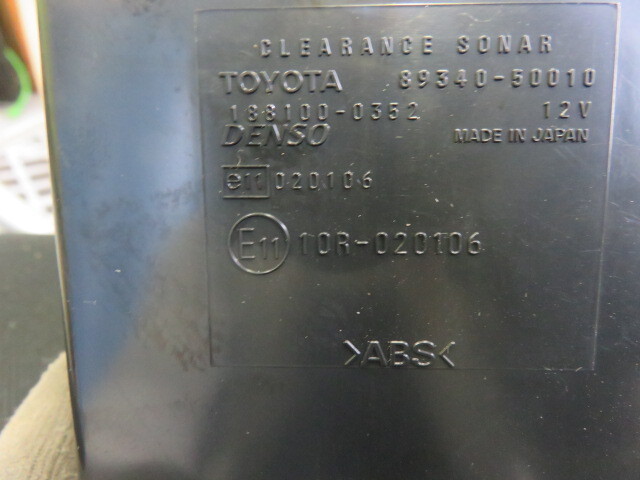 CLEARANCE SONAR
TOYOTA 89340-50010
188100-0352 12V
DENSO MADE IN JAPAN
e11 020106
E11 10R-020106
>ABS<